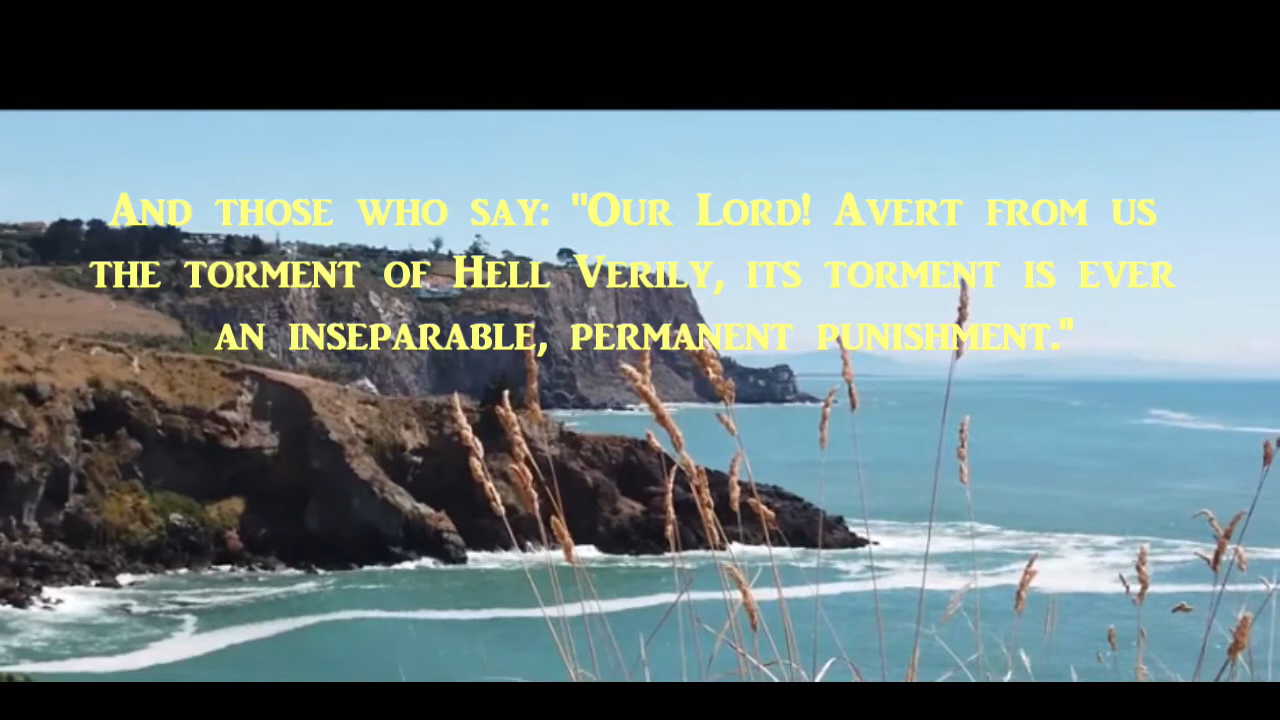 And those who say: "Our Lord! Avert from us
the torment of Hell Verily, its torment is ever
an inseparable, permanent punishment."